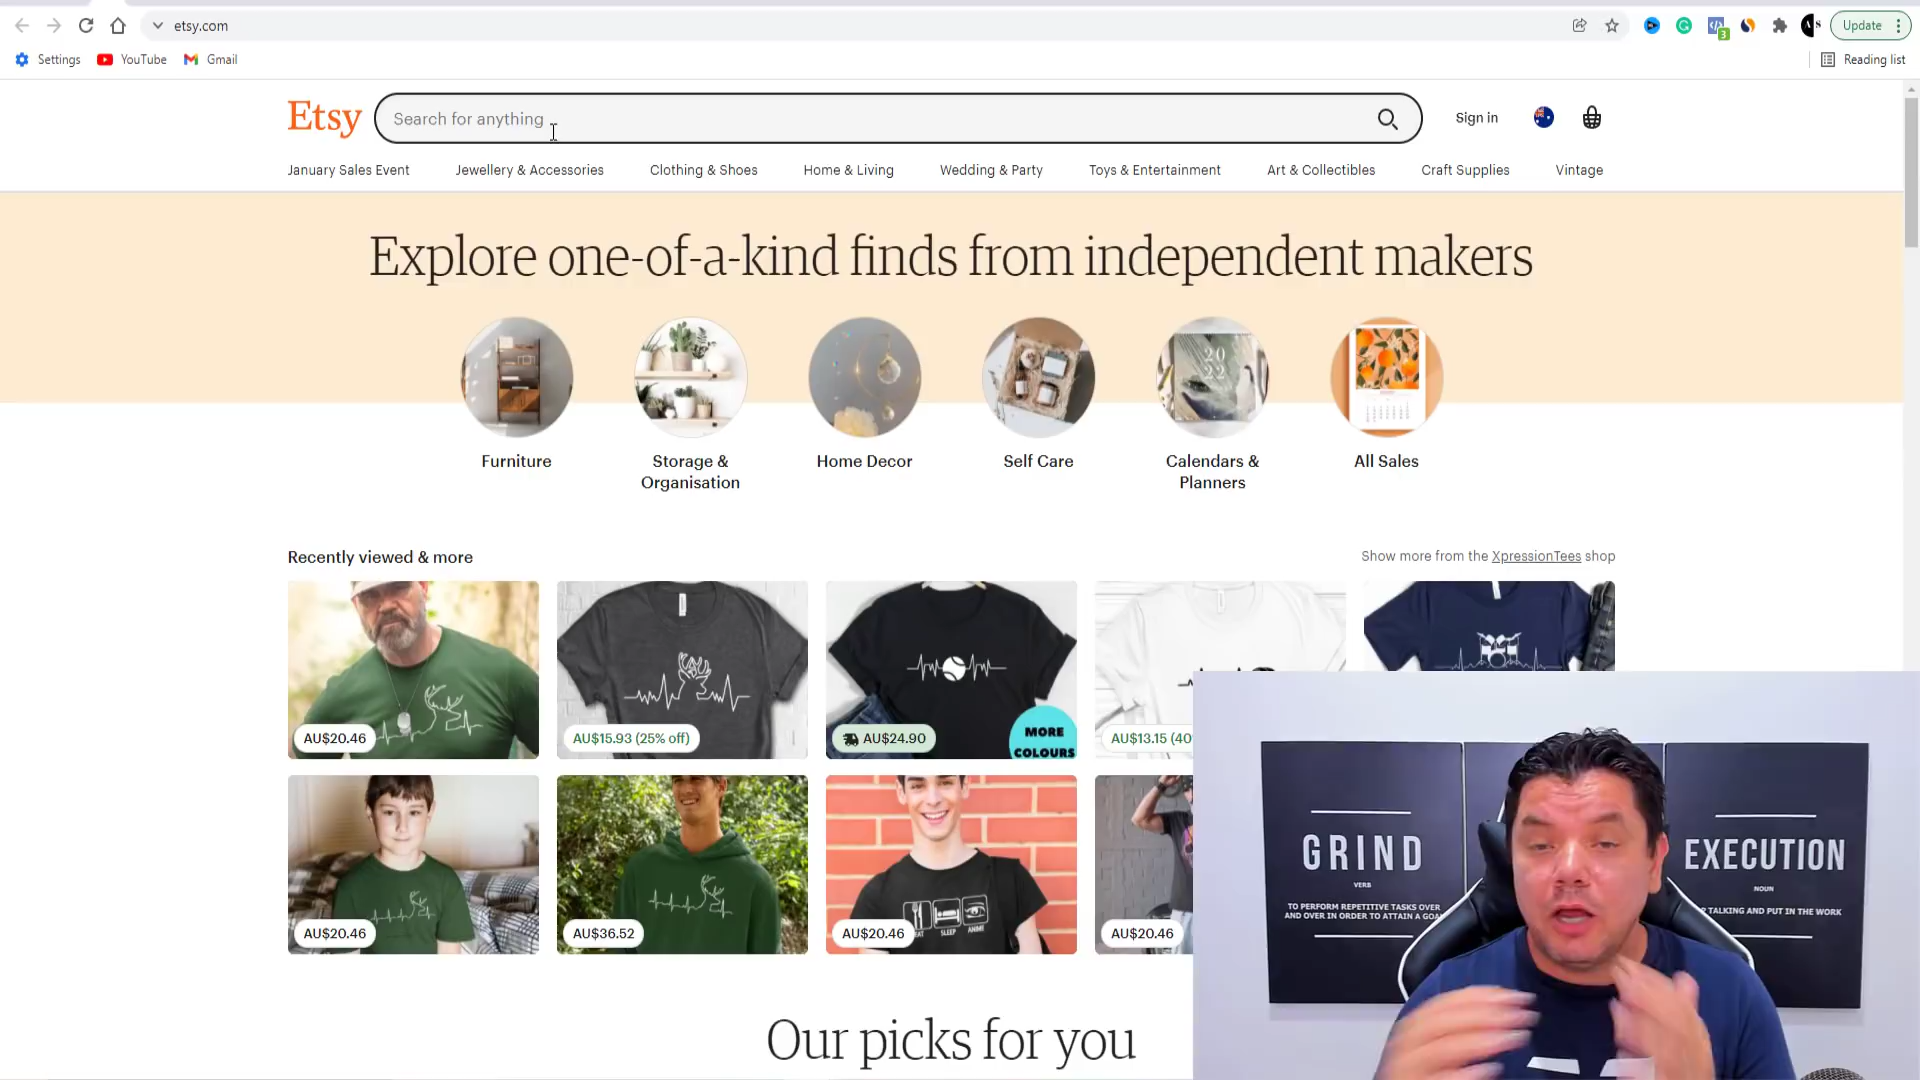 etsy.com
Update
Settings
YouTube
Gmail
Reading list
Etsy
Search for anything
Sign in
January Sales Event
Jewellery & Accessories
Clothing & Shoes
Home & Living
Wedding & Party
Toys & Entertainment
Art & Collectibles
Craft Supplies
Vintage
Explore one-of-a-kind finds from independent makers
20
22
Furniture
Storage &
Organisation
Home Decor
Self Care
Calendars &
Planners
All Sales
Recently viewed & more
Show more from the XpressionTees shop
AU$20.46
AU$15.93 (25% off)
AU$24.90
MORE
COLOURS
AU$13.15 (40
AU$20.46
AU$36.52
EAT SLEEP ANIME
AU$20.46
AU$20.46
GRIND
VERB
TO PERFORM REPETITIVE TASKS OVER
AND OVER IN ORDER TO ATTAIN A GOAL
EXECUTION
NOUN
TALKING AND PUT IN THE WORK
Our picks for you